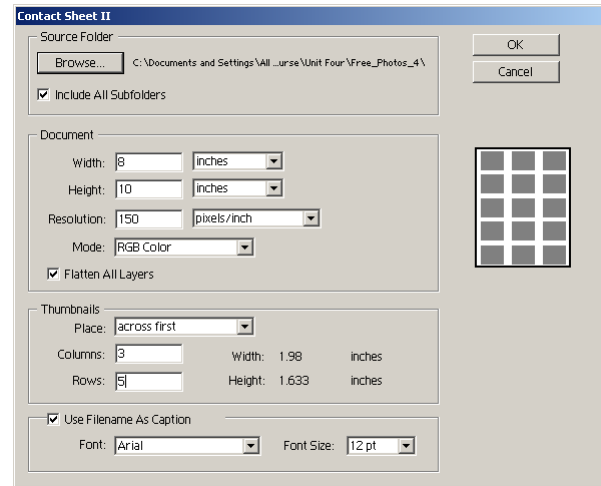 Contact Sheet II
Source Folder
Browse... C:\Documents and Settings\All ...urse\Unit Four\Free_Photos_4\
Include All Subfolders
OK
Cancel
Document
Width: 8 inches
Height: 10 inches
Resolution: 150 pixels/inch
Mode: RGB Color
Flatten All Layers
Thumbnails
Place: across first
Columns: 3 Width: 1.98 inches
Rows: 5 Height: 1.633 inches
Use Filename As Caption
Font: Arial Font Size: 12 pt